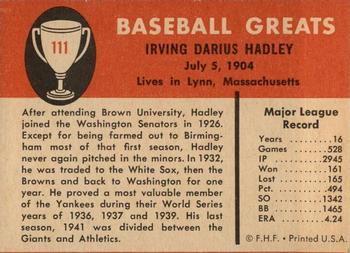 111
BASEBALL GREATS
IRVING DARIUS HADLEY
July 5, 1904
Lives in Lynn, Massachusetts
After attending Brown University, Hadley
joined the Washington Senators in 1926.
Except for being farmed out to Birming-
ham most of that first season, Hadley
never again pitched in the minors. In 1932,
he was traded to the White Sox, then the
Browns and back to Washington for one
year. He proved a most valuable member
of the Yankees during their World Series
years of 1936, 1937 and 1939. His last
season, 1941 was divided between the
Giants and Athletics.
Major League
Record
Years 16
Games 528
IP 2945
Won 161
Lost 165
Pct. .494
SO 1342
BB 1465
ERA 4.24
© F.H.F. • Printed U.S.A.